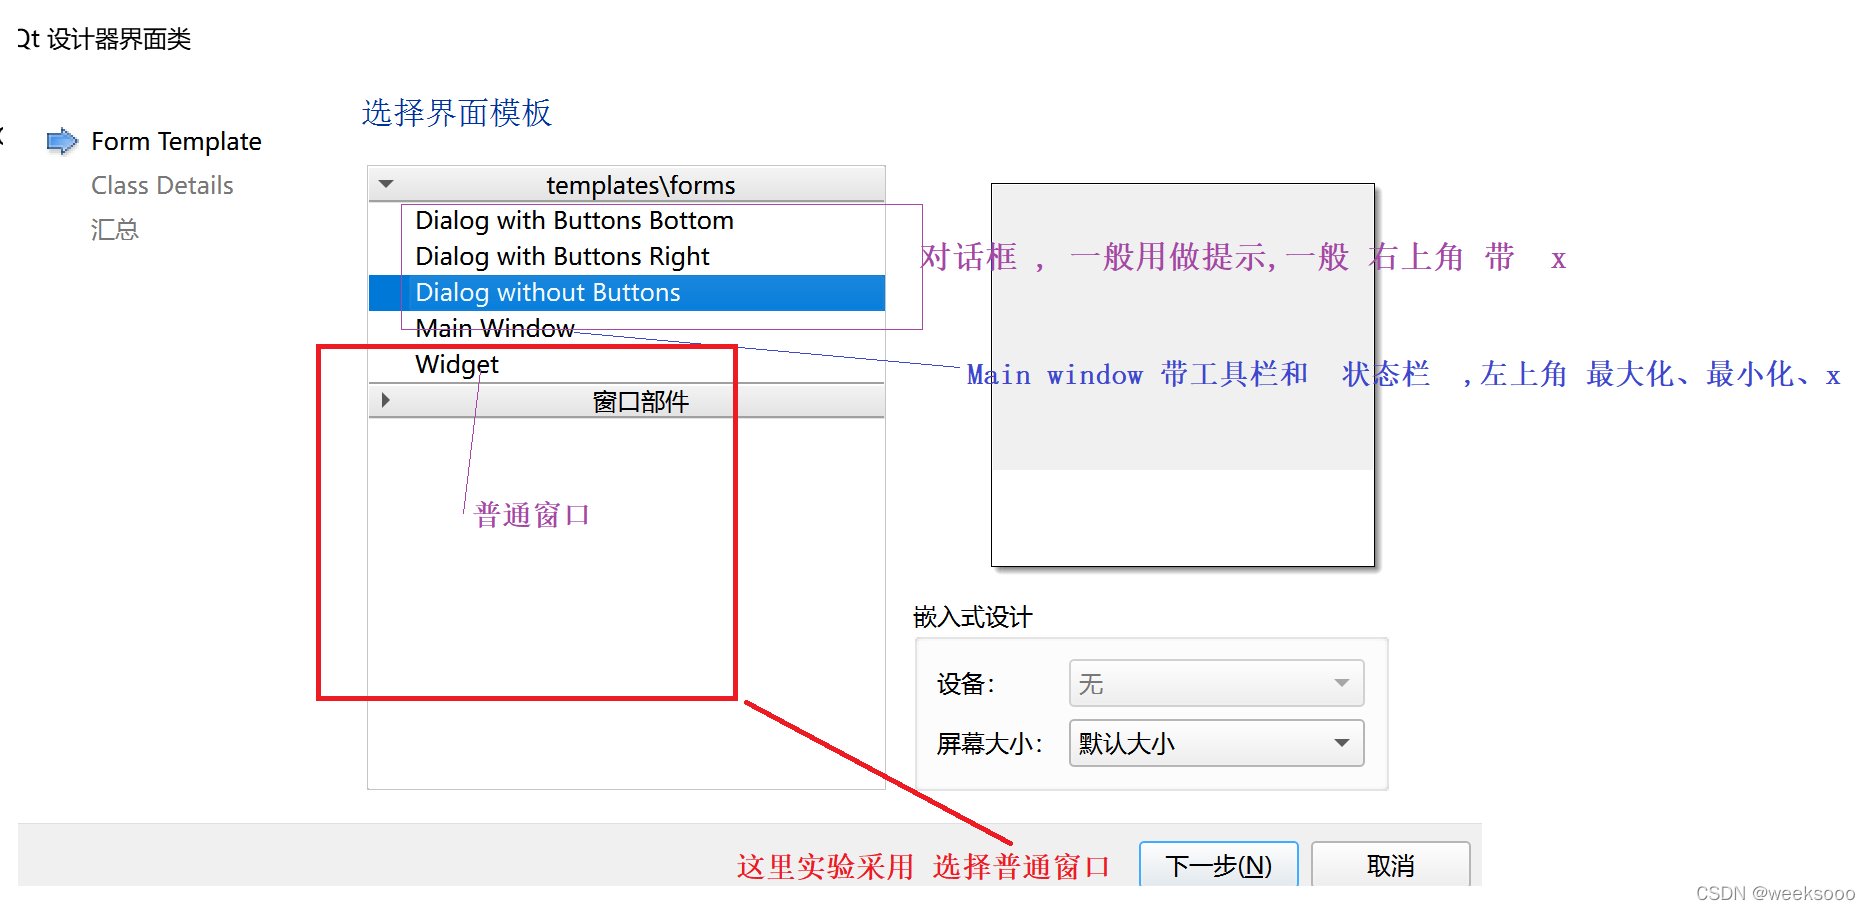 Qt 设计器界面类
选择界面模板
Form Template
Class Details
汇总
templates\forms
Dialog with Buttons Bottom
Dialog with Buttons Right
Dialog without Buttons
Main Window
Widget
窗口部件
对话框 , 一般用做提示,一般 右上角 带 x
Main window 带工具栏和 状态栏 ,左上角 最大化、最小化、x
普通窗口
嵌入式设计
设备:
无
屏幕大小:
默认大小
这里实验采用 选择普通窗口
下一步(N)
取消
CSDN @weeksooo